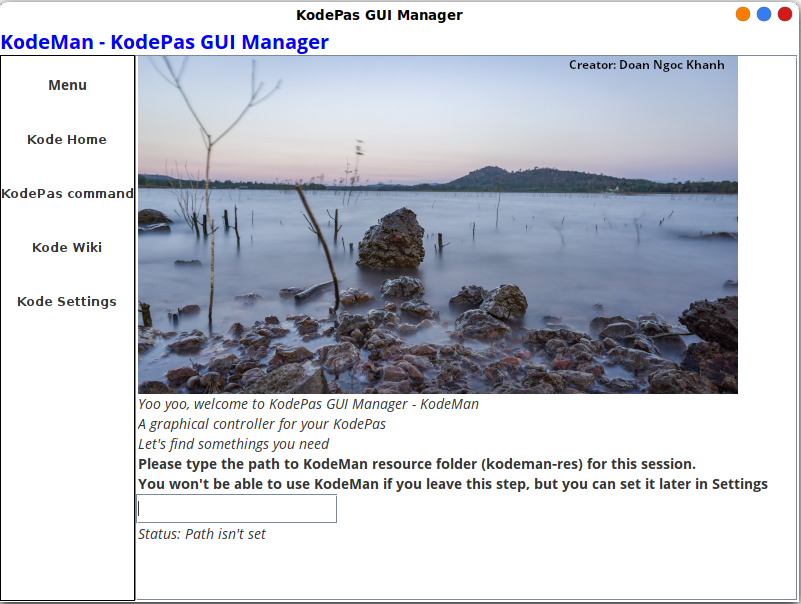 KodePas GUI Manager
KodeMan - KodePas GUI Manager
Menu
Kode Home
KodePas command
Kode Wiki
Kode Settings
Creator: Doan Ngoc Khanh
Yoo yoo, welcome to KodePas GUI Manager - KodeMan
A graphical controller for your KodePas
Let's find somethings you need
Please type the path to KodeMan resource folder (kodeman-res) for this session.
You won't be able to use KodeMan if you leave this step, but you can set it later in Settings
Status: Path isn't set